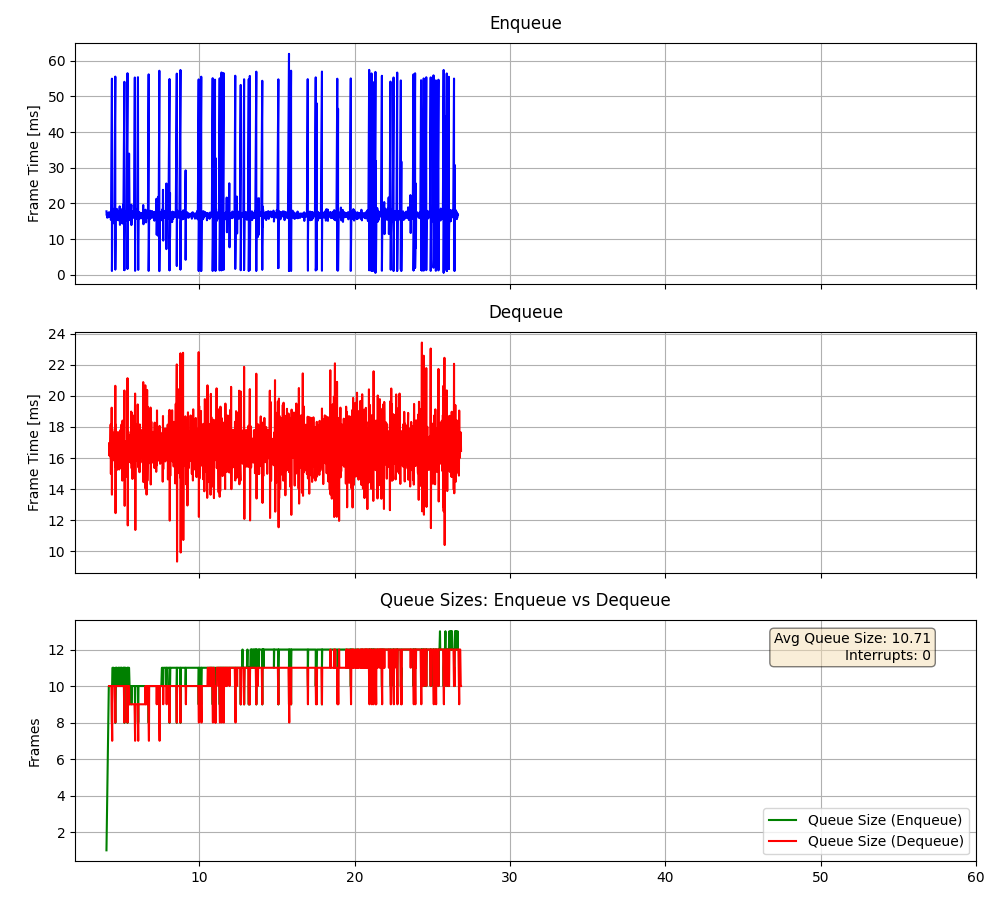 Enqueue
Frame Time [ms]
60
50
40
30
20
10
0
Dequeue
Frame Time [ms]
24
22
20
18
16
14
12
10
Queue Sizes: Enqueue vs Dequeue
Frames
12
10
8
6
4
2
Avg Queue Size: 10.71
Interrupts: 0
Queue Size (Enqueue)
Queue Size (Dequeue)
10 20 30 40 50 60